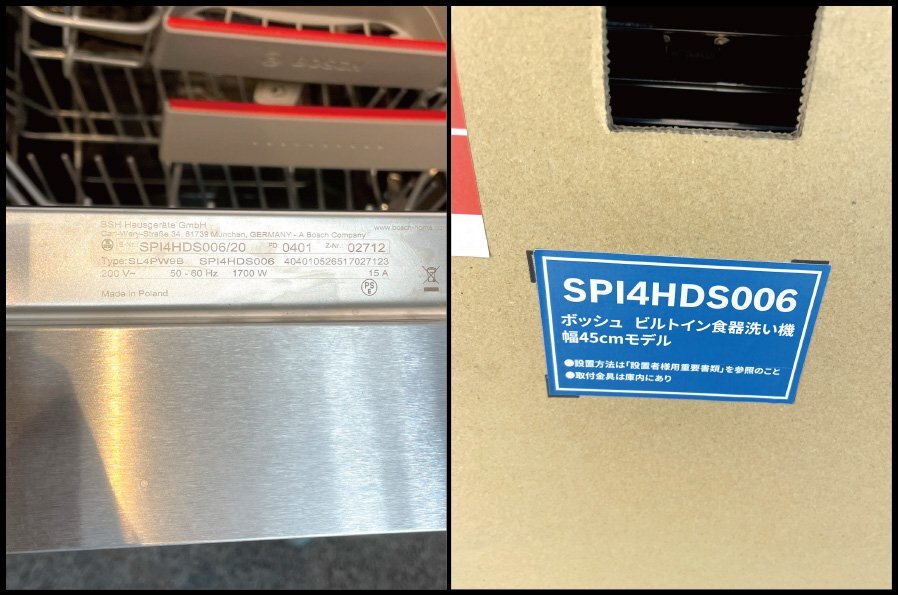 BOSCH
BSH Hausgeräte GmbH
Carl-Wery-Straße 34, 81739 München, GERMANY - A Bosch Company
www.bosch-home.com
E-Nr. SPI4HDS006/20 FD 0401 Z-Nr. 02712
Type: SL4PW9B SPI4HDS006 404010526517027123
200 V~ 50 - 60 Hz 1700 W 15 A
PS
E
Made in Poland
SPI4HDS006
ボッシュ ビルトイン食器洗い機
幅45cmモデル
●設置方法は「設置者様用重要書類」を参照のこと
●取付金具は庫内にあり